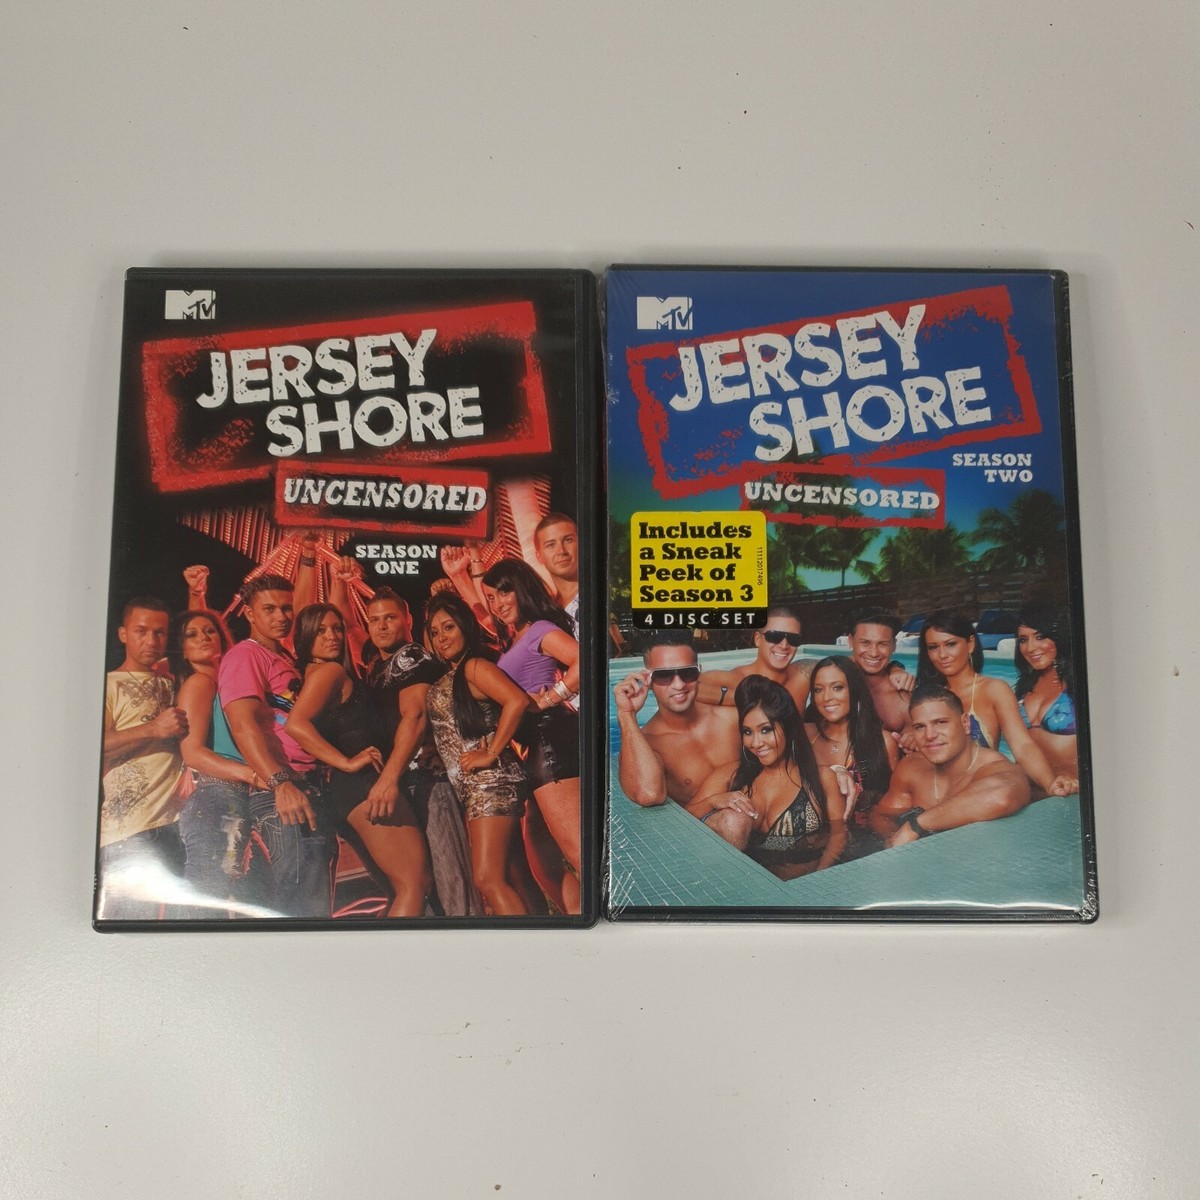 MTV
JERSEY
SHORE
UNCENSORED
SEASON
ONE
MTV
JERSEY
SHORE
SEASON
TWO
UNCENSORED
Includes
a Sneak
Peek of
Season 3
1112017496
4 DISC SET